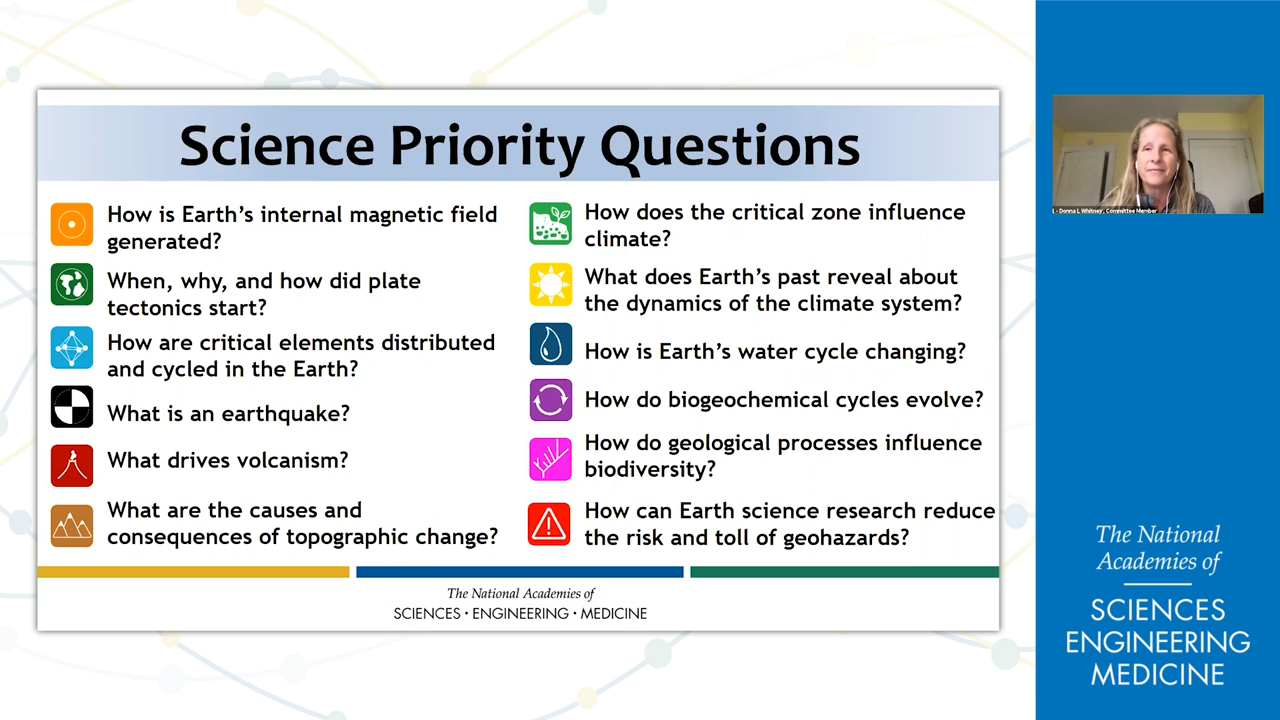 Science Priority Questions
How is Earth's internal magnetic field
generated?
When, why, and how did plate
tectonics start?
How are critical elements distributed
and cycled in the Earth?
What is an earthquake?
What drives volcanism?
What are the causes and
consequences of topographic change?
How does the critical zone influence
climate?
What does Earth's past reveal about
the dynamics of the climate system?
How is Earth's water cycle changing?
How do biogeochemical cycles evolve?
How do geological processes influence
biodiversity?
How can Earth science research reduce
the risk and toll of geohazards?
The National Academies of
SCIENCES · ENGINEERING · MEDICINE
Donna L Whitney, Committee Member
The National
Academies of
SCIENCES
ENGINEERING
MEDICINE